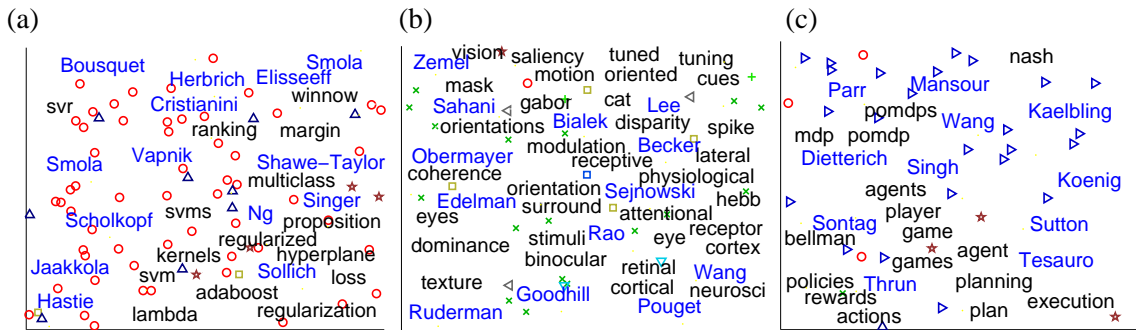 (a)
Bousquet
Smola
Herbrich
Elisseeff
svr
Cristianini
winnow
ranking
margin
Smola
Vapnik
Shawe-Taylor
multiclass
Singer
Scholkopf
svms
Ng
proposition
regularized
Jaakkola
kernels
hyperplane
svm
Sollich
loss
adaboost
Hastie
lambda
regularization
(b)
vision
saliency
tuned
tuning
Zemel
motion
oriented
cues
mask
gabor
cat
Sahani
Lee
orientations
Bialek
disparity
spike
modulation
Becker
Obermayer
receptive
lateral
coherence
physiological
orientation
Sejnowski
Edelman
surround
hebb
eyes
attentional
receptor
stimuli
Rao
eye
dominance
cortex
binocular
retinal
Wang
texture
cortical
neurosci
Goodhill
Ruderman
Pouget
(c)
nash
Parr
Mansour
pomdps
Kaelbling
mdp
pomdp
Wang
Dietterich
Singh
Koenig
agents
player
Sontag
game
Sutton
bellman
agent
games
Tesauro
policies
Thrun
planning
rewards
execution
actions
plan